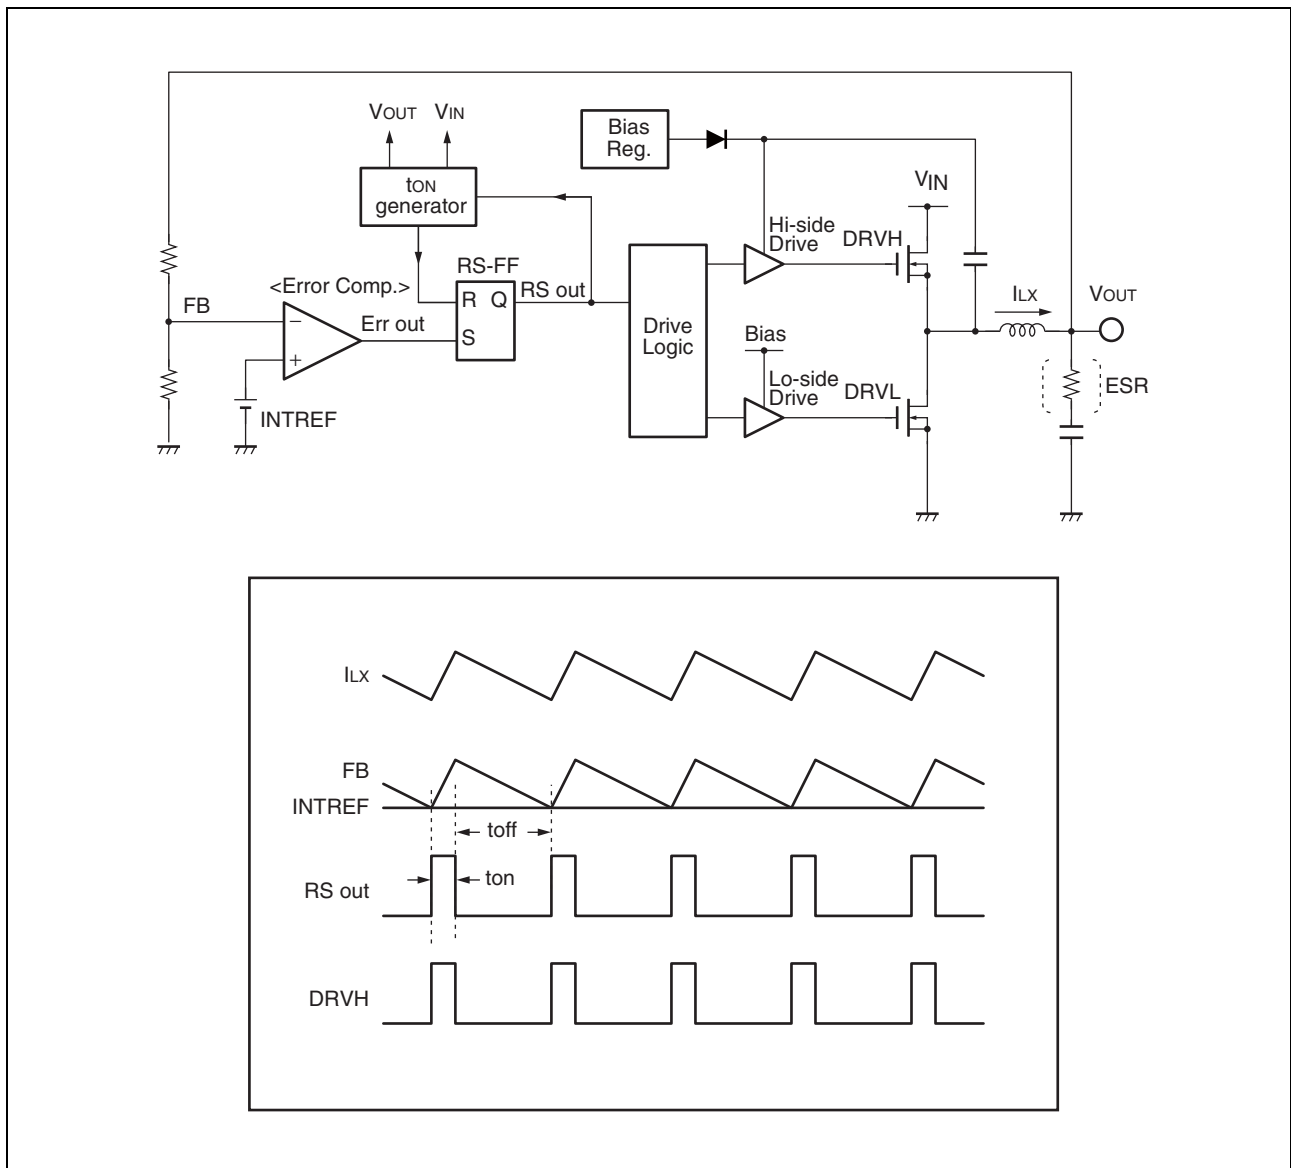 VOUT VIN
Bias
Reg.
tON
generator
VIN
Hi-side
Drive
DRVH
RS-FF
<Error Comp.>
R Q
RS out
ILX
VOUT
FB
−
Err out
S
Drive
Logic
Bias
+
Lo-side
Drive
DRVL
ESR
INTREF
ILX
FB
INTREF
toff
RS out
ton
DRVH